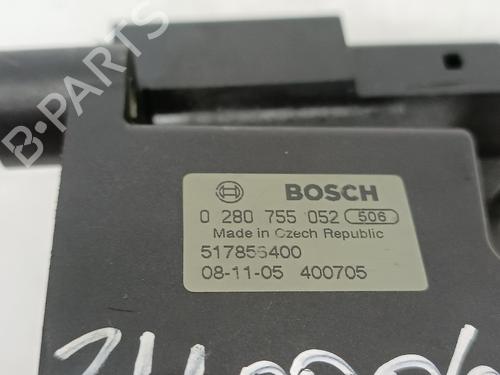 B-PARTS
BOSCH
0 280 755 052 506
Made in Czech Republic
517856400
08-11-05 400705